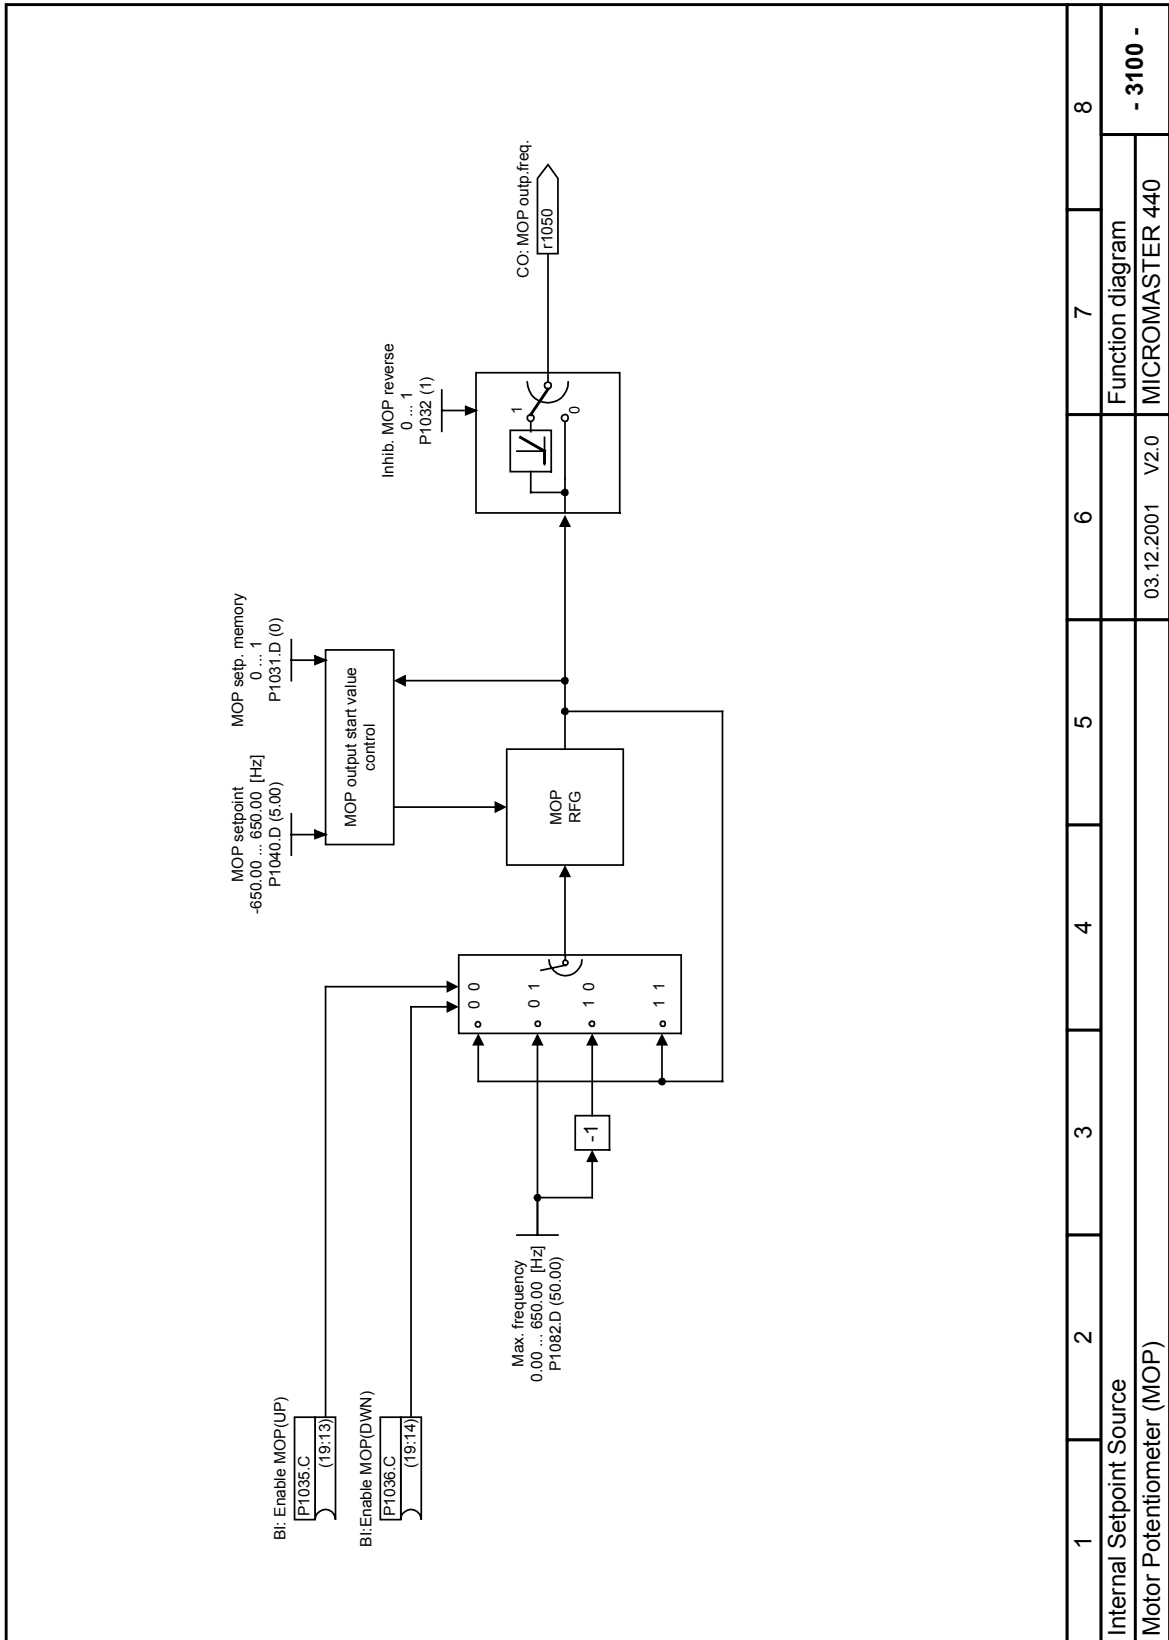 BI: Enable MOP(UP)
P1035.C
(19:13)
BI:Enable MOP(DWN)
P1036.C
(19:14)
Max. frequency
0.00 ... 650.00 [Hz]
P1082.D (50.00)
-1
0 0
0 1
1 0
1 1
MOP setpoint
-650.00 ... 650.00 [Hz]
P1040.D (5.00)
MOP setp. memory
0 ... 1
P1031.D (0)
MOP output start value
control
MOP
RFG
Inhib. MOP reverse
0 ... 1
P1032 (1)
1
0
CO: MOP outp.freq.
r1050
1 2 3 4 5 6 7 8
Internal Setpoint Source
Function diagram
- 3100 -
Motor Potentiometer (MOP)
03.12.2001 V2.0
MICROMASTER 440